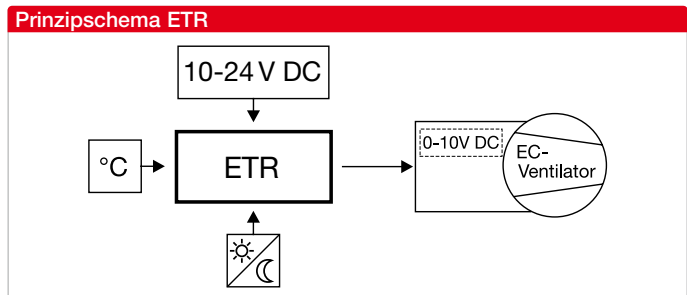 Prinzipschema ETR
10-24 V DC
°C
ETR
0-10V DC
EC-
Ventilator